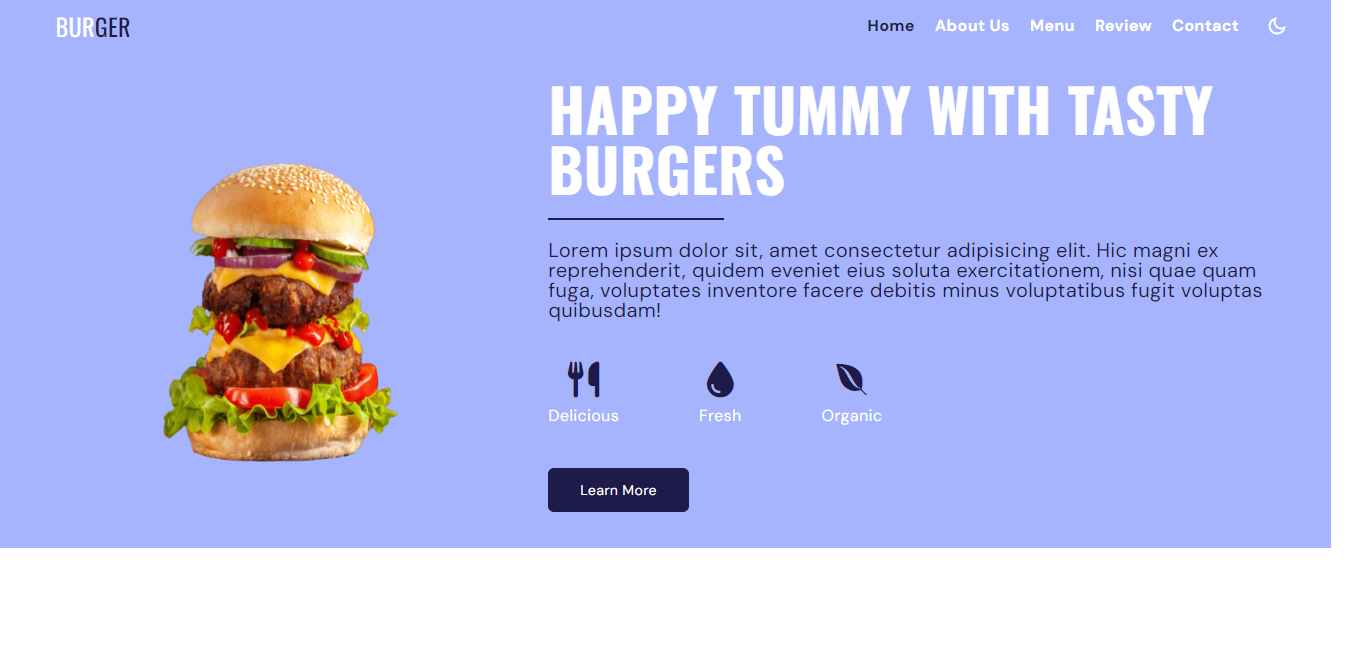 BURGER
Home About Us Menu Review Contact
HAPPY TUMMY WITH TASTY
BURGERS
Lorem ipsum dolor sit, amet consectetur adipisicing elit. Hic magni ex
reprehenderit, quidem eveniet eius soluta exercitationem, nisi quae quam
fuga, voluptates inventore facere debitis minus voluptatibus fugit voluptas
quibusdam!
Delicious Fresh Organic
Learn More